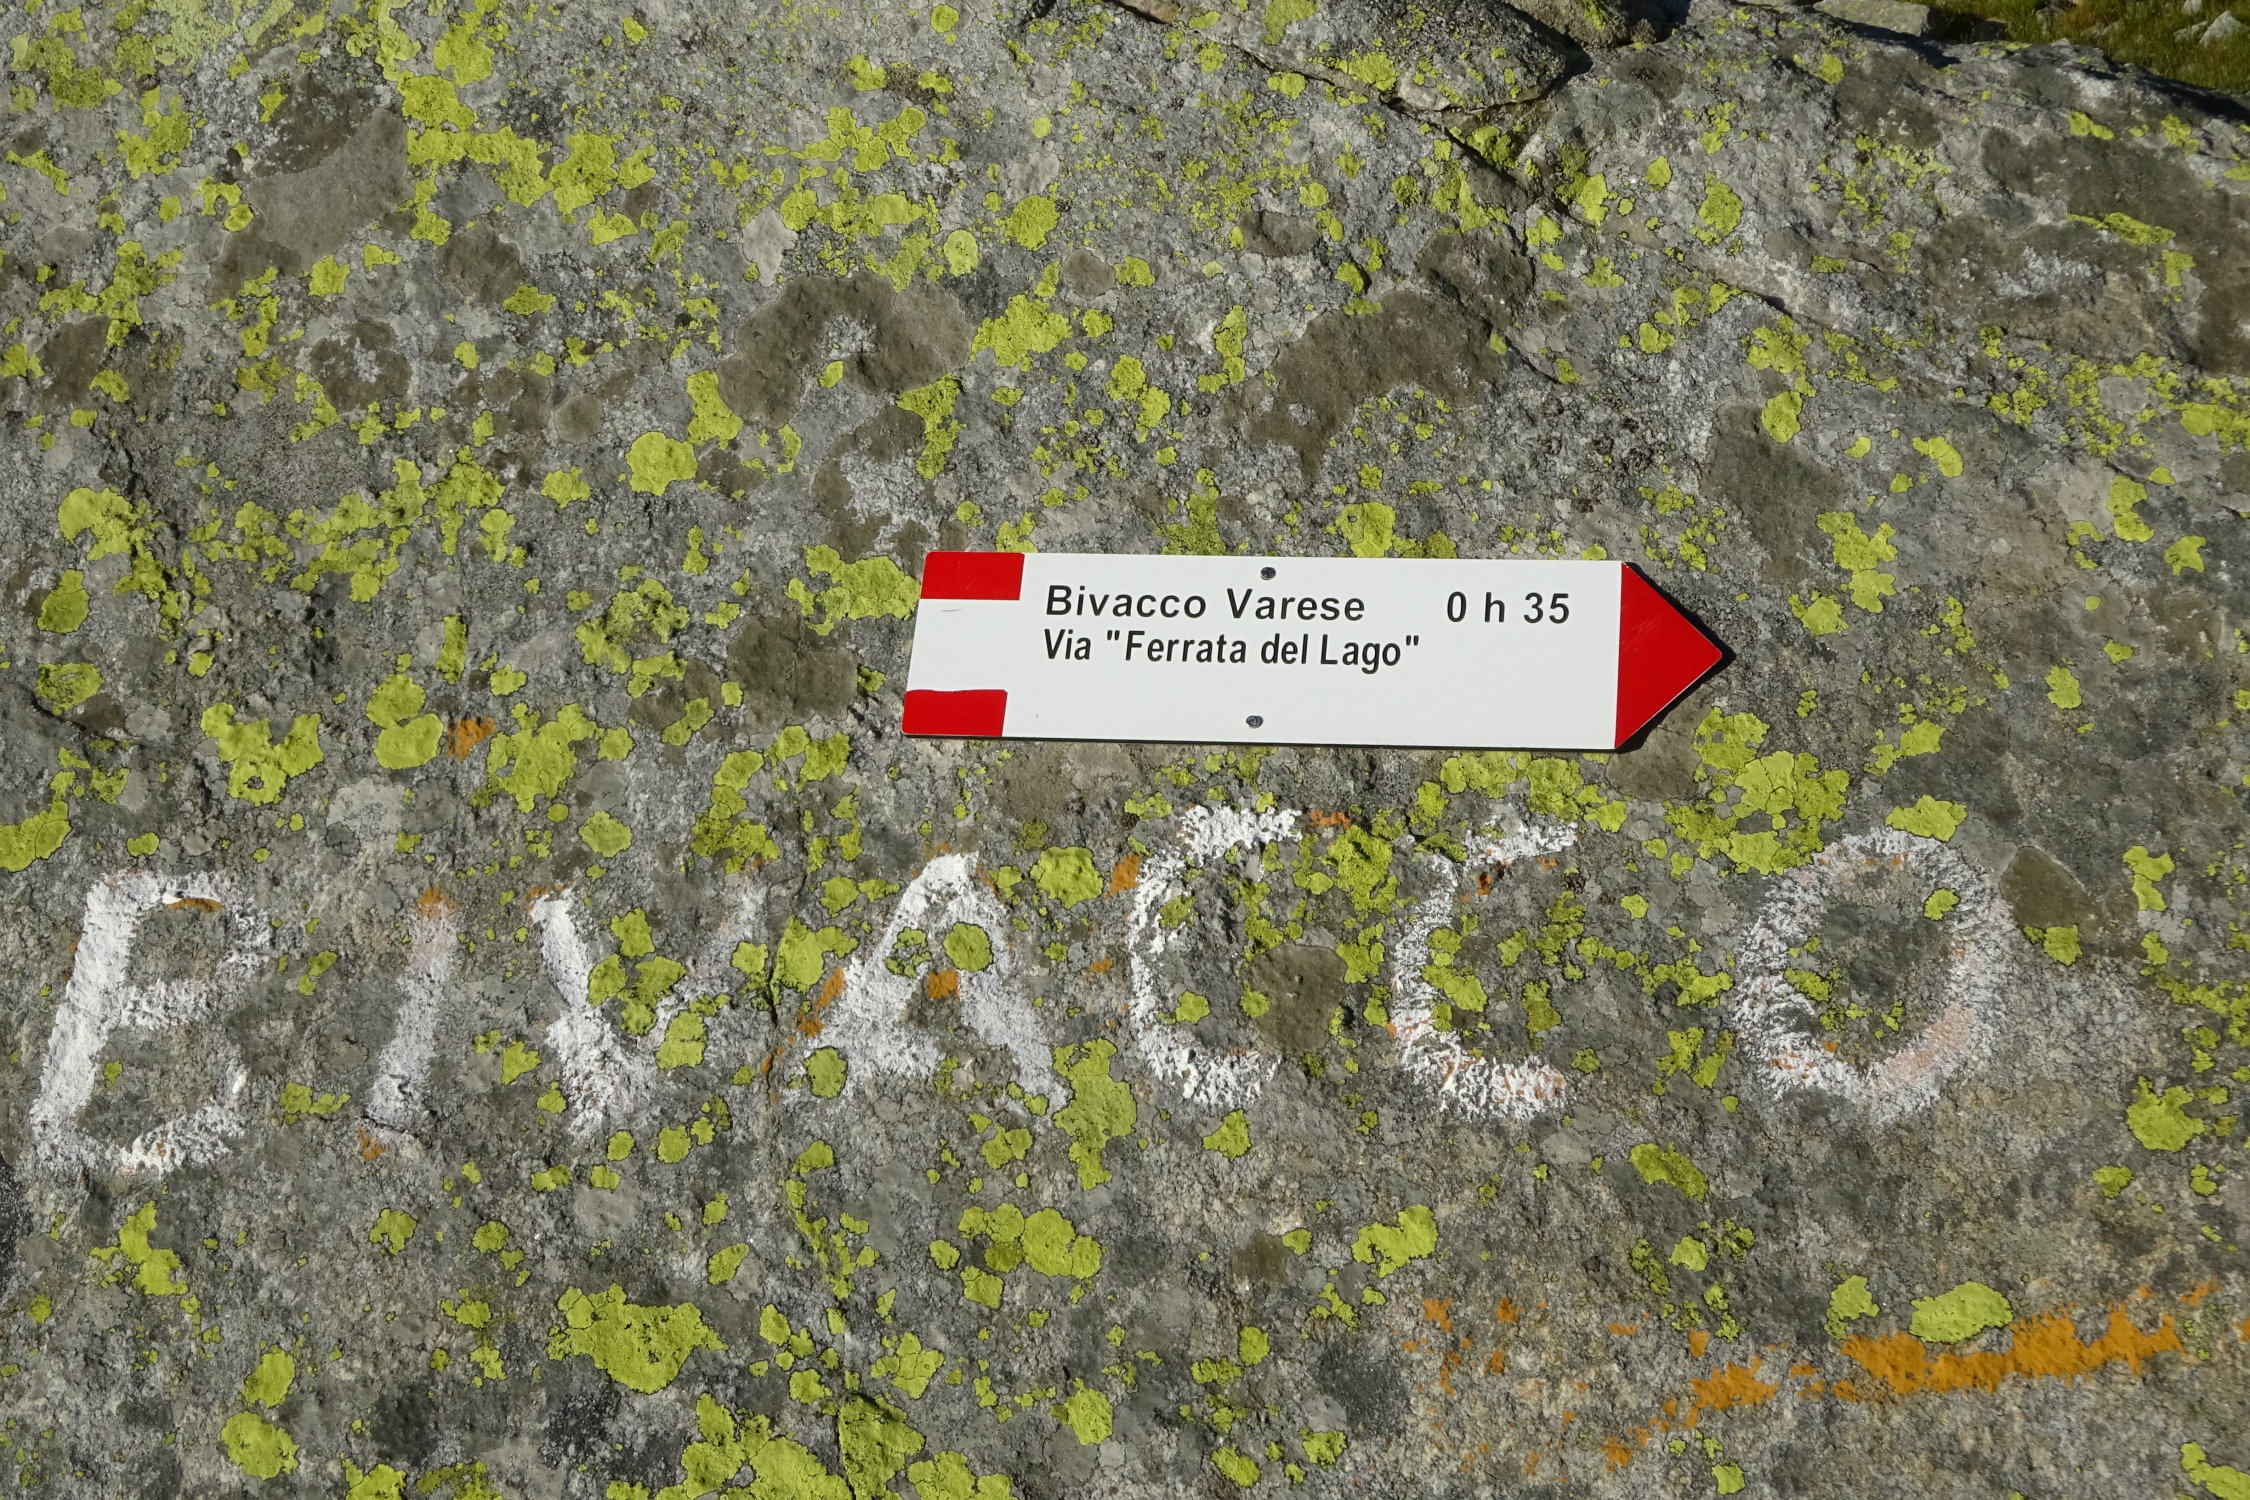 Bivacco Varese 0 h 35
Via "Ferrata del Lago"
BIVACCO